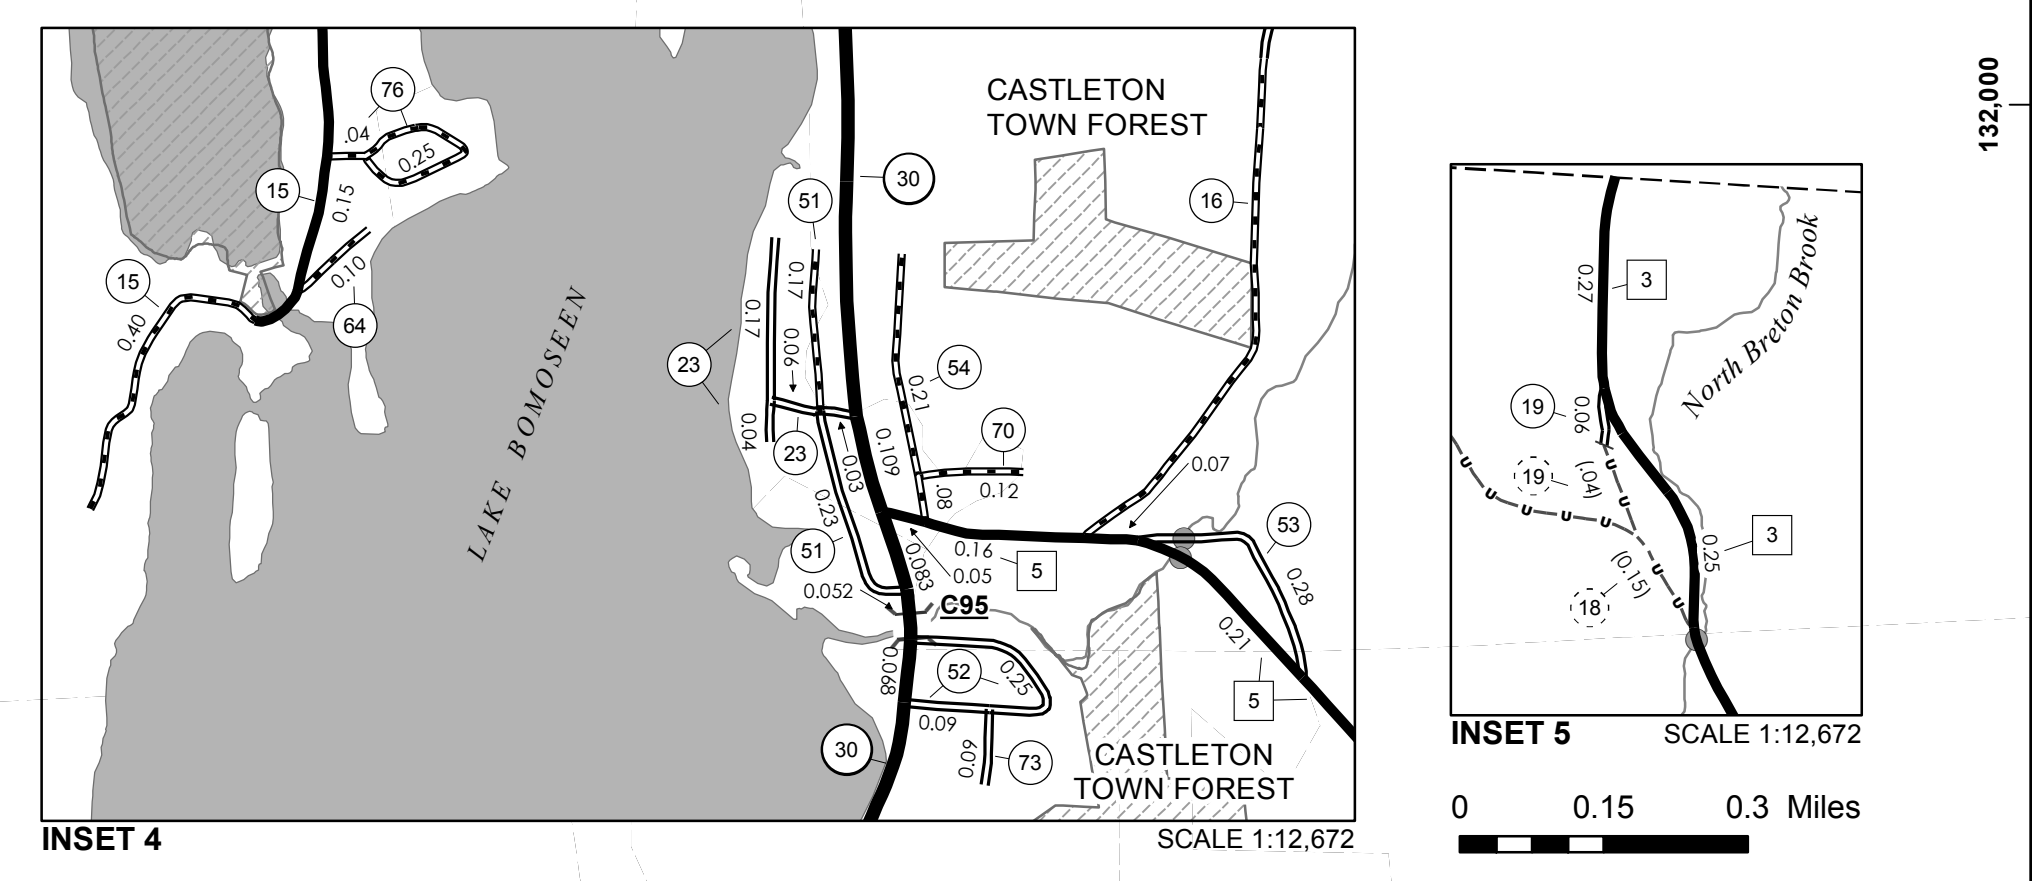 CASTLETON
TOWN FOREST
76
.04
0.25
15
0.15
30
51
16
15
0.10
0.40
64
LAKE BOMOSEEN
0.17
0.17
23
0.06
54
0.21
0.04
23
0.109
70
0.03
.08
0.12
0.07
0.23
51
0.16
53
0.083
0.05
5
0.052
C95
0.28
0.21
0.068
52
0.25
0.09
5
30
0.09
73
CASTLETON
TOWN FOREST
INSET 4
SCALE 1:12,672
132,000
3
0.27
North Breton Brook
19
0.06
19
(.04)
U
U
U
U
U
U
U
U
U
3
0.25
(0.15)
18
INSET 5
SCALE 1:12,672
0 0.15 0.3 Miles